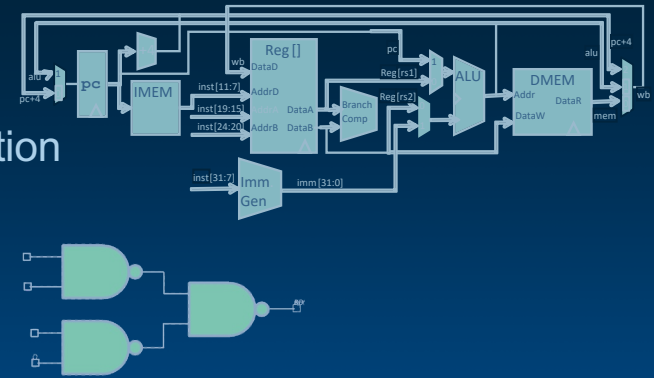 Reg []
pc
pc+4
alu
wb
DataD
Reg[rs1]
1
ALU
DMEM
alu
1
pc
IMEM
inst[11:7]
AddrD
Reg[rs2]
Addr
DataR
wb
pc+4
inst[19:15]
DataA
Branch
Comp
DataW
mem
inst[24:20]
AddrB
DataB
tion
inst[31:7]
Imm
Gen
imm[31:0]